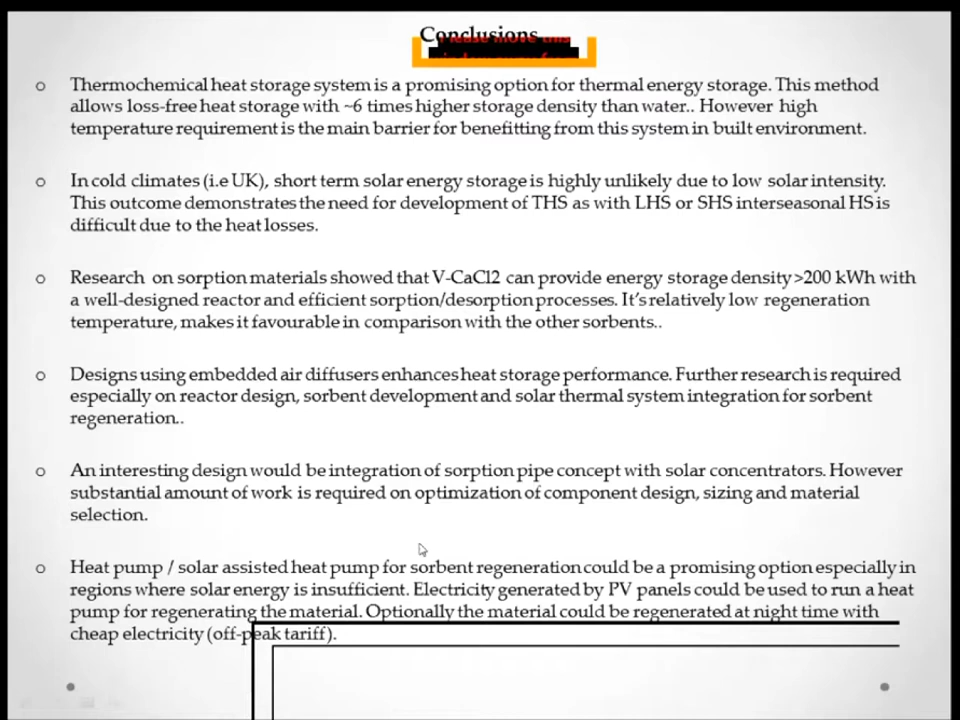 Conclusions
o Thermochemical heat storage system is a promising option for thermal energy storage. This method
allows loss-free heat storage with ~6 times higher storage density than water.. However high
temperature requirement is the main barrier for benefitting from this system in built environment.
o In cold climates (i.e UK), short term solar energy storage is highly unlikely due to low solar intensity.
This outcome demonstrates the need for development of THS as with LHS or SHS interseasonal HS is
difficult due to the heat losses.
o Research on sorption materials showed that V-CaCl2 can provide energy storage density >200 kWh with
a well-designed reactor and efficient sorption/desorption processes. It's relatively low regeneration
temperature, makes it favourable in comparison with the other sorbents..
o Designs using embedded air diffusers enhances heat storage performance. Further research is required
especially on reactor design, sorbent development and solar thermal system integration for sorbent
regeneration..
o An interesting design would be integration of sorption pipe concept with solar concentrators. However
substantial amount of work is required on optimization of component design, sizing and material
selection.
o Heat pump / solar assisted heat pump for sorbent regeneration could be a promising option especially in
regions where solar energy is insufficient. Electricity generated by PV panels could be used to run a heat
pump for regenerating the material. Optionally the material could be regenerated at night time with
cheap electricity (off-peak tariff).